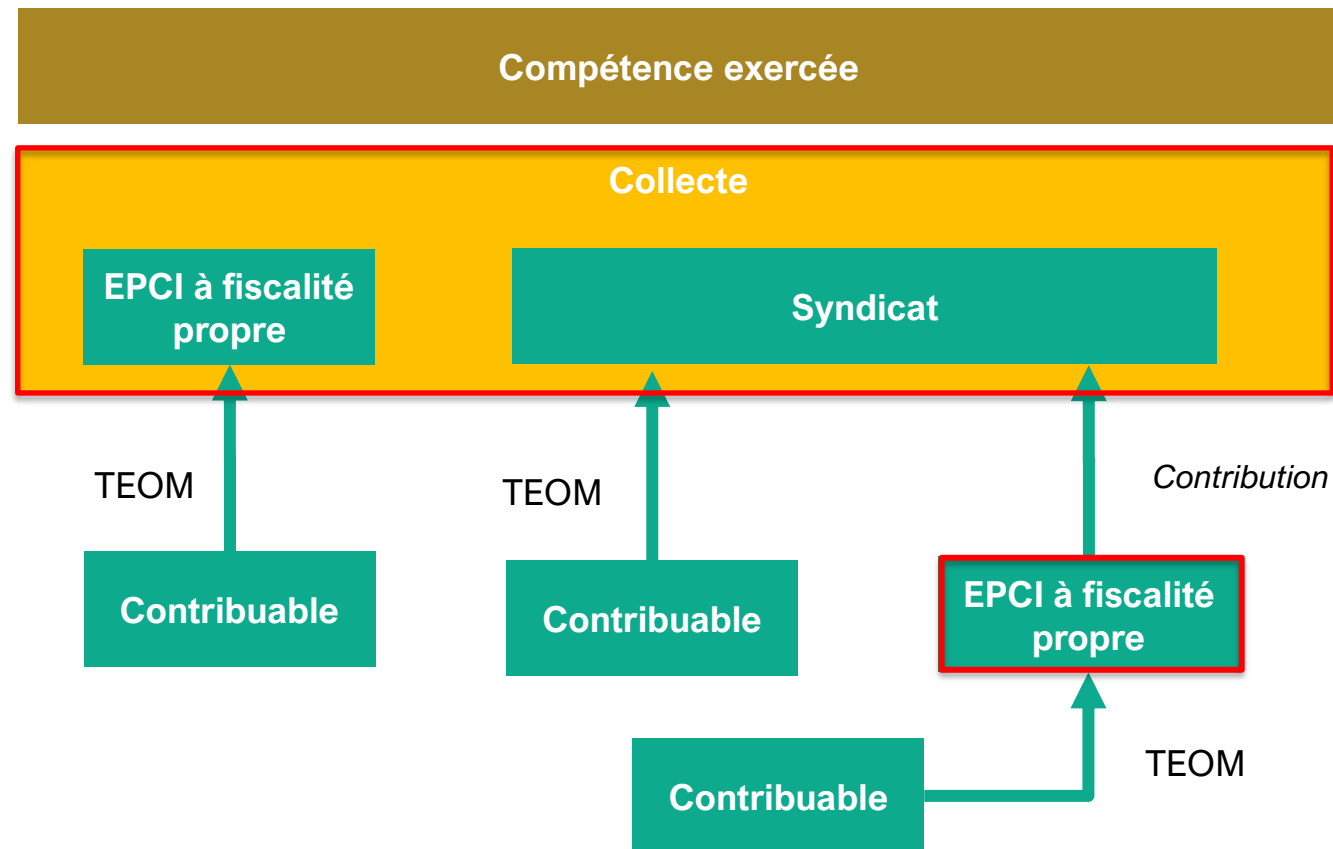 Compétence exercée
Collecte
EPCI à fiscalité
propre
Syndicat
TEOM
TEOM
Contribution
Contribuable
Contribuable
EPCI à fiscalité
propre
TEOM
Contribuable